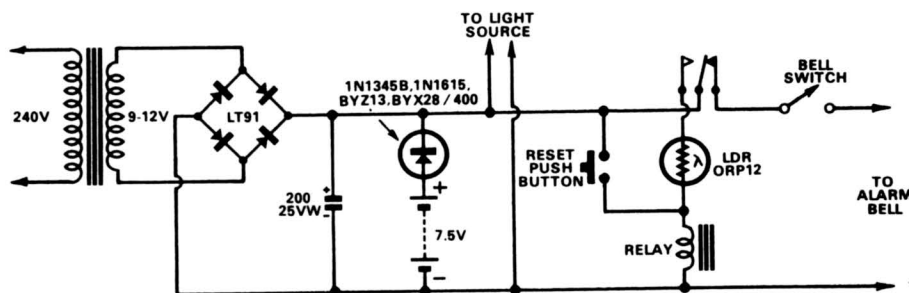 TO LIGHT
SOURCE
1N1345B,1N1615,
BYZ13,BYX28 / 400
BELL
SWITCH
240V
9-12V
LT91
RESET
PUSH
BUTTON
LDR
ORP12
λ
+
200
25VW
-
+
7.5V
-
TO
ALARM
BELL
RELAY